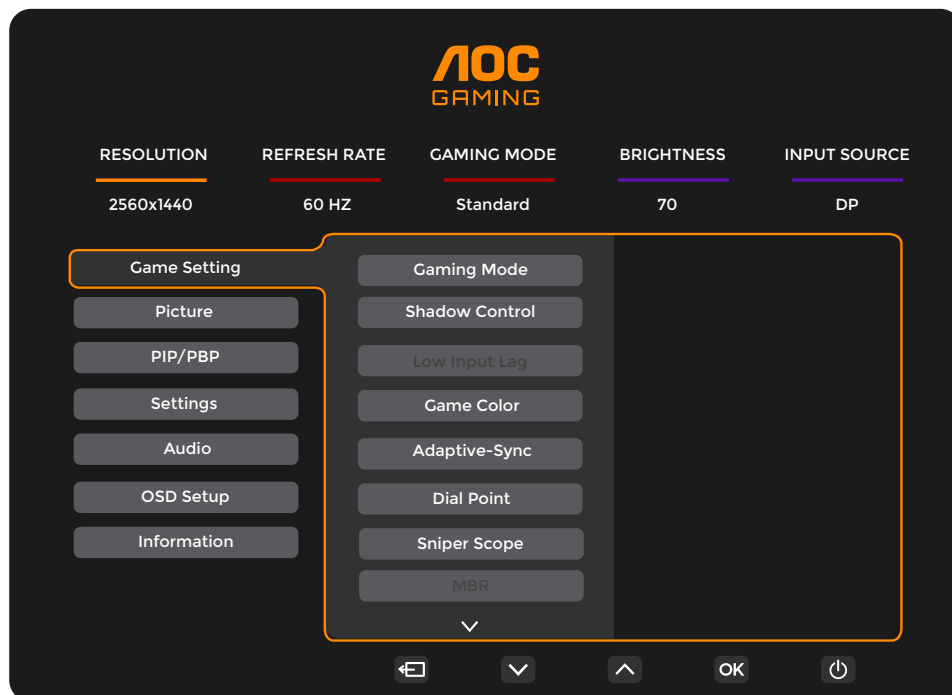 AOC
GAMING
RESOLUTION REFRESH RATE GAMING MODE BRIGHTNESS INPUT SOURCE
2560x1440 60 HZ Standard 70 DP
Game Setting
Picture
PIP/PBP
Settings
Audio
OSD Setup
Information
Gaming Mode
Shadow Control
Low Input Lag
Game Color
Adaptive-Sync
Dial Point
Sniper Scope
MBR
OK